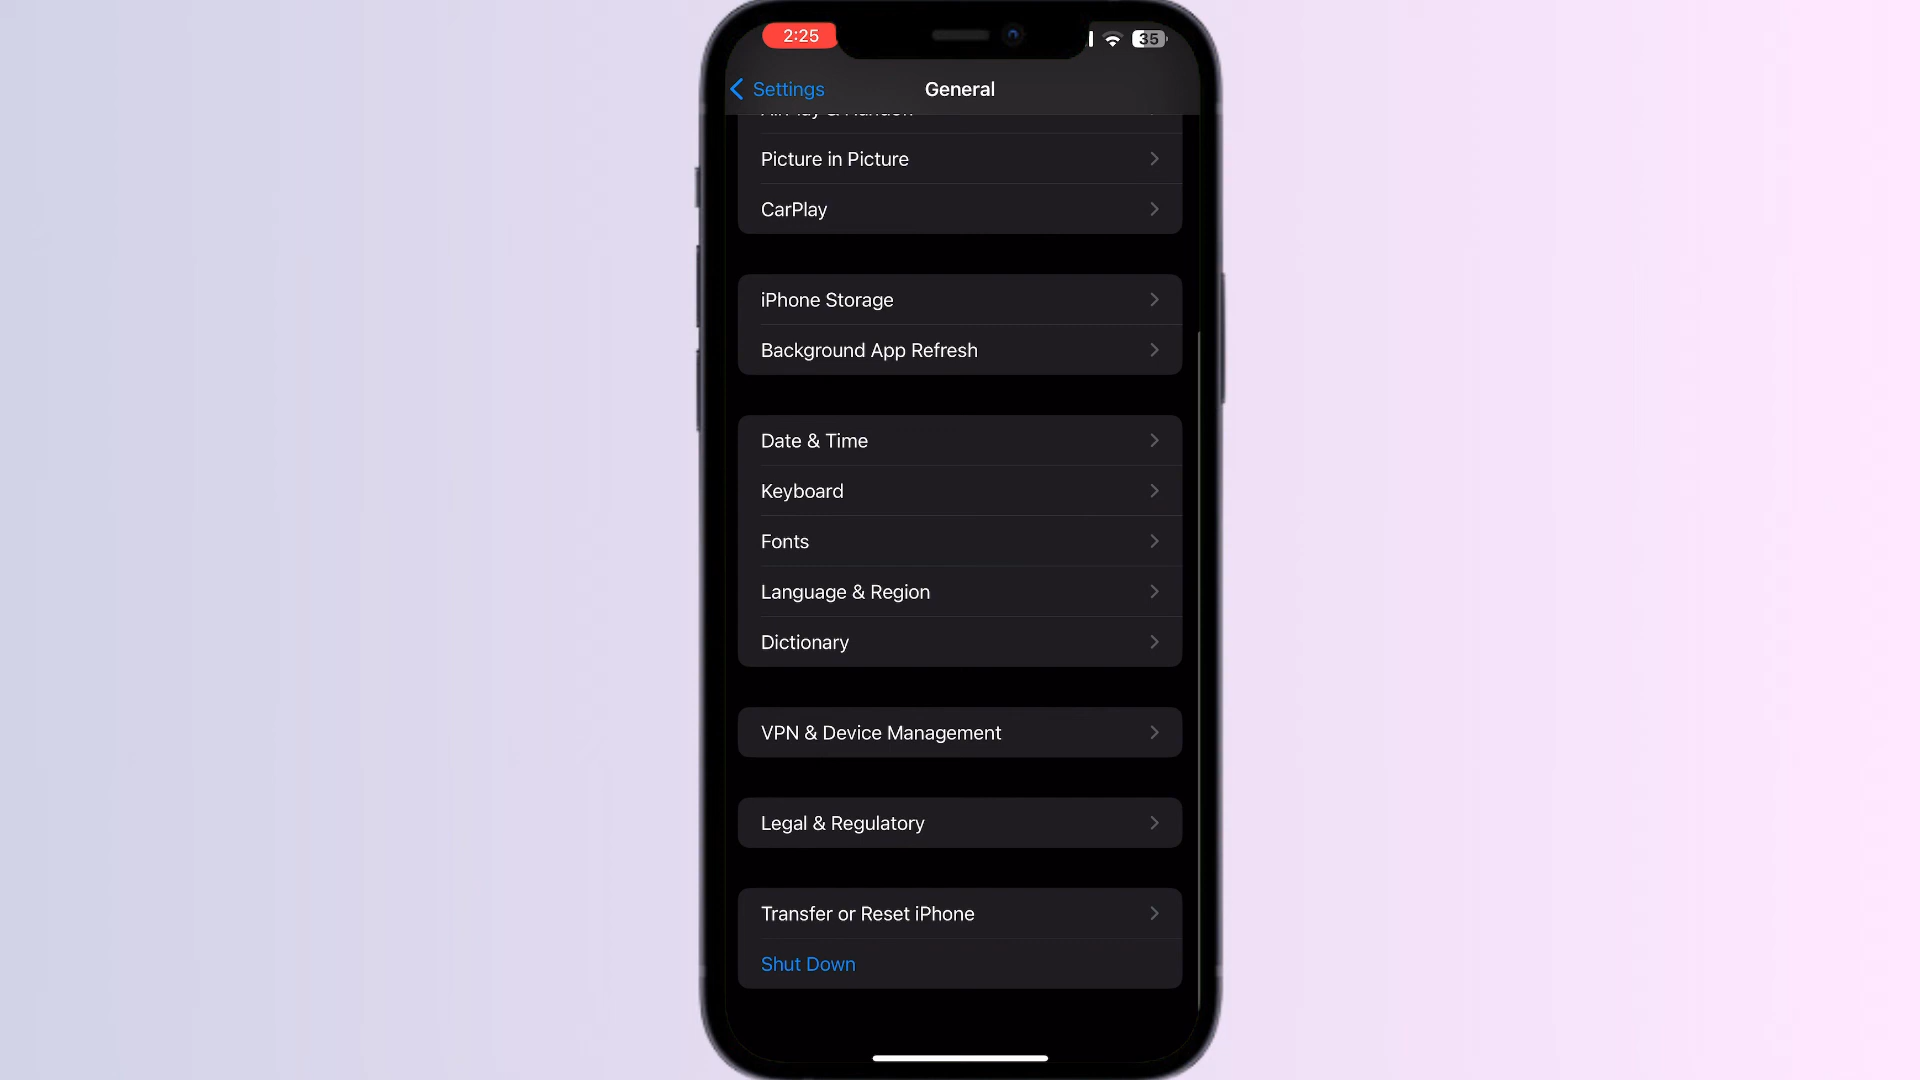 2:25
35
Settings
General
Picture in Picture
CarPlay
iPhone Storage
Background App Refresh
Date & Time
Keyboard
Fonts
Language & Region
Dictionary
VPN & Device Management
Legal & Regulatory
Transfer or Reset iPhone
Shut Down